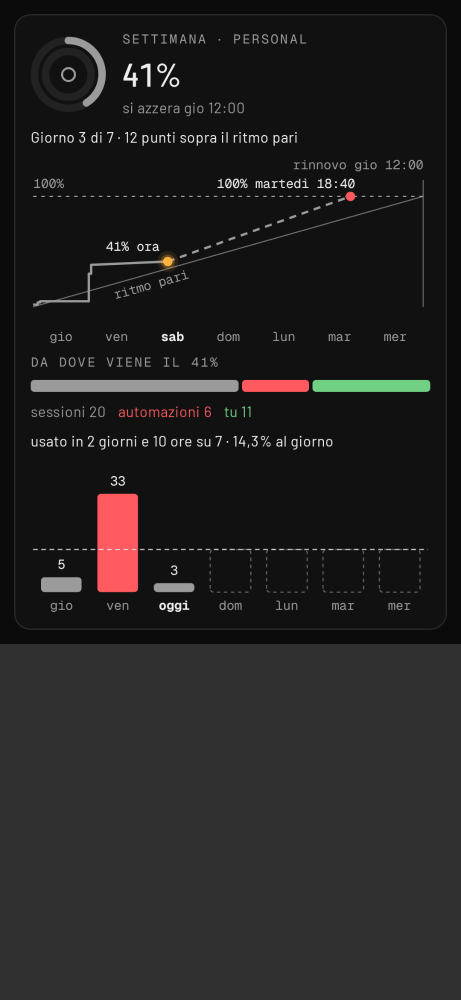 SETTIMANA · PERSONAL
41%
si azzera gio 12:00
Giorno 3 di 7 · 12 punti sopra il ritmo pari
rinnovo gio 12:00
100% 100% martedì 18:40
41% ora
ritmo pari
gio ven sab dom lun mar mer
DA DOVE VIENE IL 41%
sessioni 20 automazioni 6 tu 11
usato in 2 giorni e 10 ore su 7 · 14,3% al giorno
33
5
3
gio ven oggi dom lun mar mer